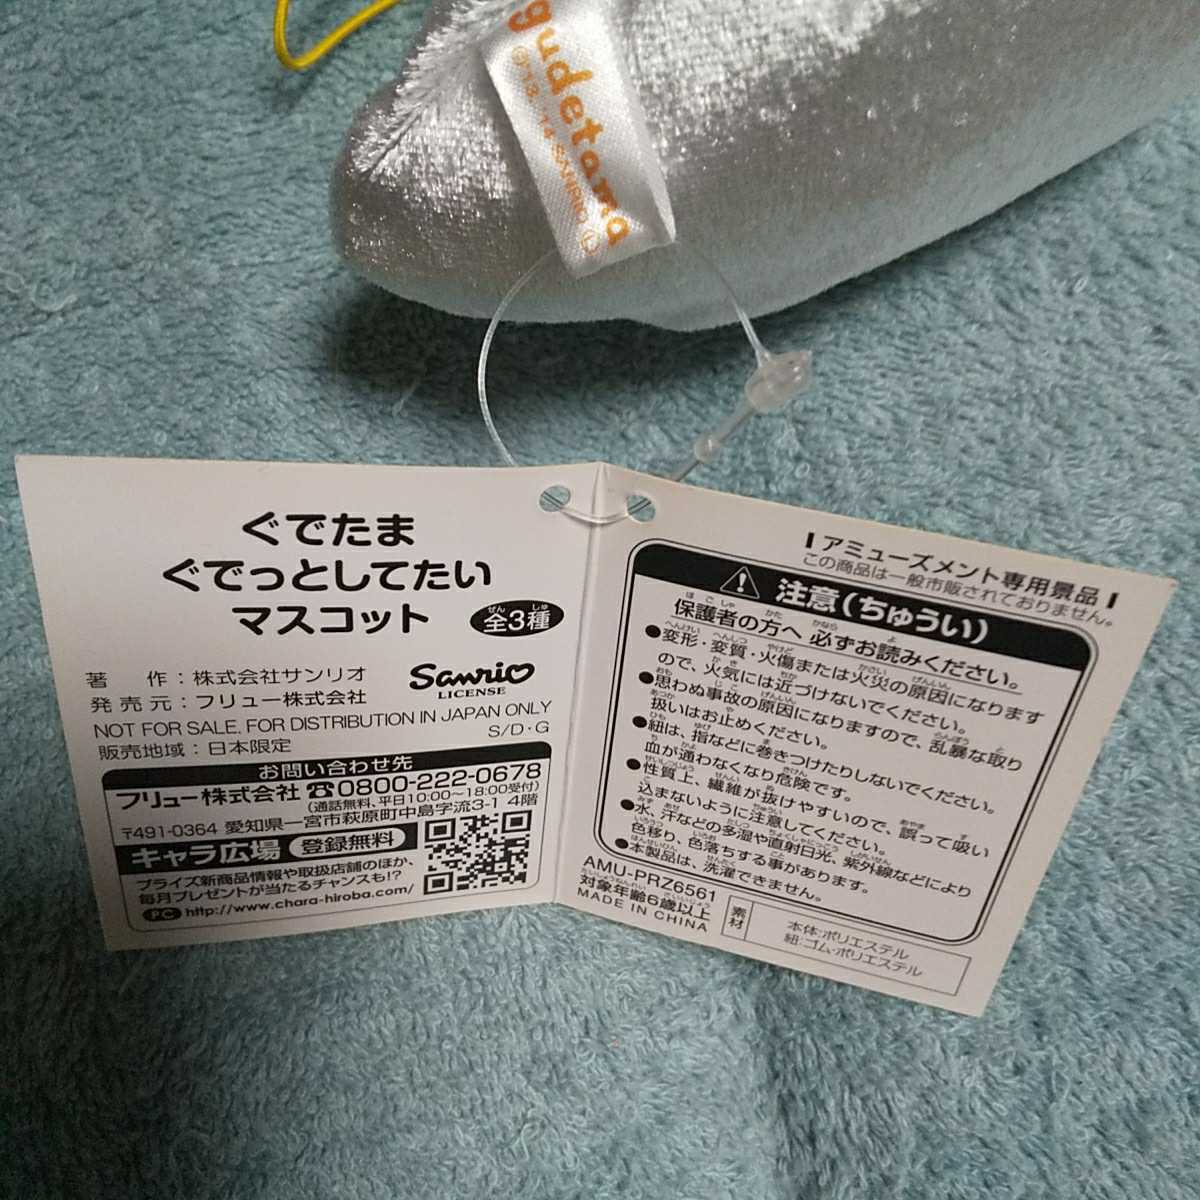 gudetama
©'13, '14 SANRIO Ⓛ
ぐでたま
ぐでっとしてたい
マスコット 全3種
著　作：株式会社サンリオ
発売元：フリュー株式会社
Sanrio
LICENSE
NOT FOR SALE. FOR DISTRIBUTION IN JAPAN ONLY
販売地域：日本限定
S/D・G
お問い合わせ先
フリュー株式会社 ☎0800-222-0678
(通話無料、平日10:00～18:00受付)
〒491-0364 愛知県一宮市萩原町中島字流3-1 4階
キャラ広場 登録無料
プライズ新商品情報や取扱店舗のほか、
毎月プレゼントが当たるチャンスも!?
PC http://www.chara-hiroba.com/
アミューズメント専用景品
この商品は一般市販されておりません。
注意(ちゅうい)
保護者の方へ 必ずお読みください。
●変形・変質・火傷または火災の原因になります
ので、火気には近づけないでください。
●思わぬ事故の原因になりますので、乱暴な取り
扱いはお止めください。
●紐は、指などに巻きつけたりしないでください。
血が通わなくなり危険です。
●性質上、繊維が抜けやすいので、誤って吸い
込まないように注意してください。
●水、汗などの多湿や直射日光、紫外線などにより
色移り、色落ちする事があります。
●本製品は、洗濯できません。
AMU-PRZ6561
対象年齢6歳以上
MADE IN CHINA
素材
本体:ポリエステル
紐:ゴム・ポリエステル